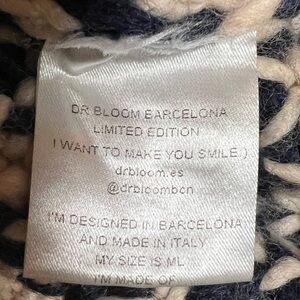 DR BLOOM BARCELONA
LIMITED EDITION
I WANT TO MAKE YOU SMILE:)
drbloom.es
@drbloombcn
I'M DESIGNED IN BARCELONA
AND MADE IN ITALY
MY SIZE IS ML
I'M MADE OF